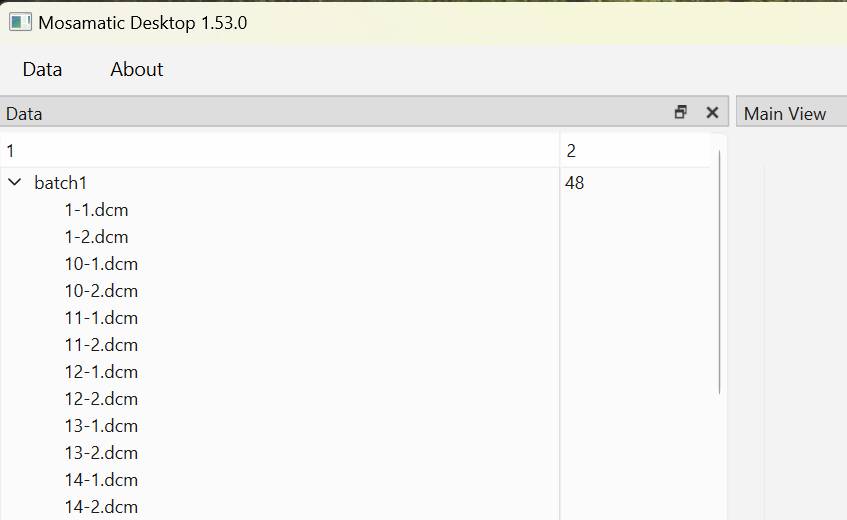 Mosamatic Desktop 1.53.0
Data About
Data Main View
1 2
batch1 48
1-1.dcm
1-2.dcm
10-1.dcm
10-2.dcm
11-1.dcm
11-2.dcm
12-1.dcm
12-2.dcm
13-1.dcm
13-2.dcm
14-1.dcm
14-2.dcm